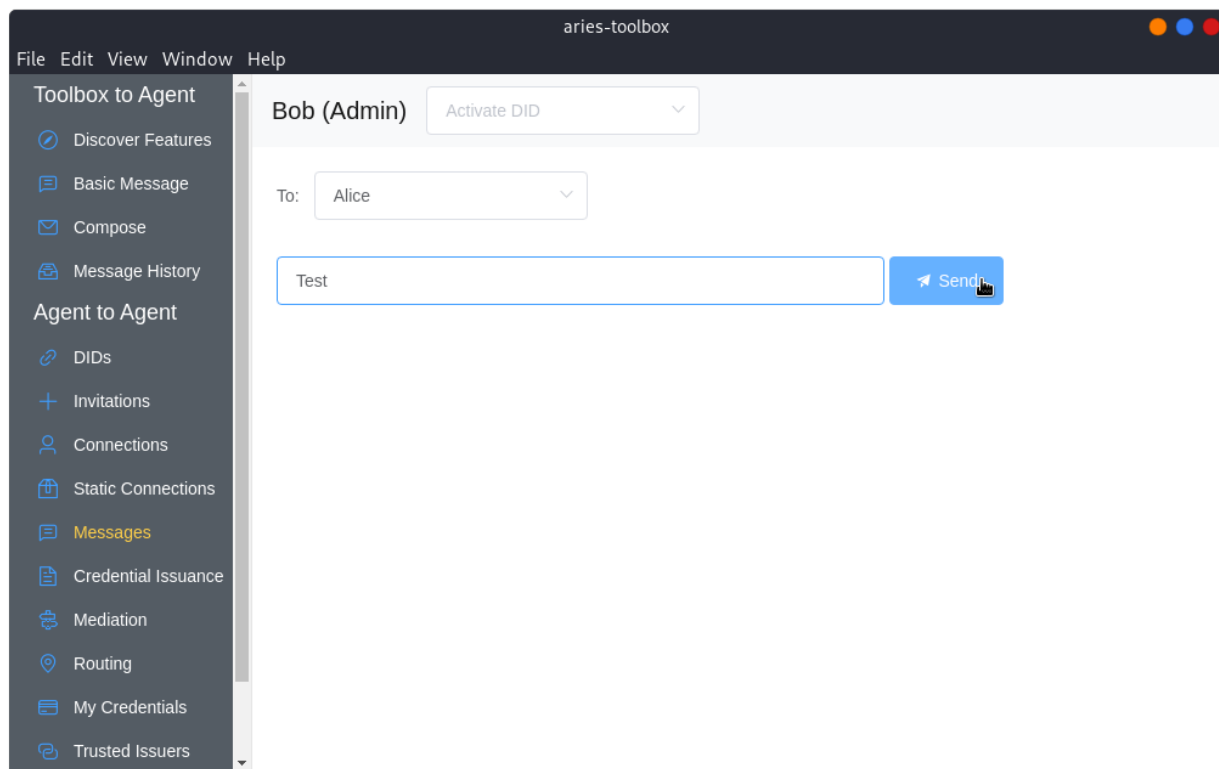 aries-toolbox
File Edit View Window Help
Toolbox to Agent
Discover Features
Basic Message
Compose
Message History
Agent to Agent
DIDs
Invitations
Connections
Static Connections
Messages
Credential Issuance
Mediation
Routing
My Credentials
Trusted Issuers
Bob (Admin) Activate DID
To: Alice
Test Send